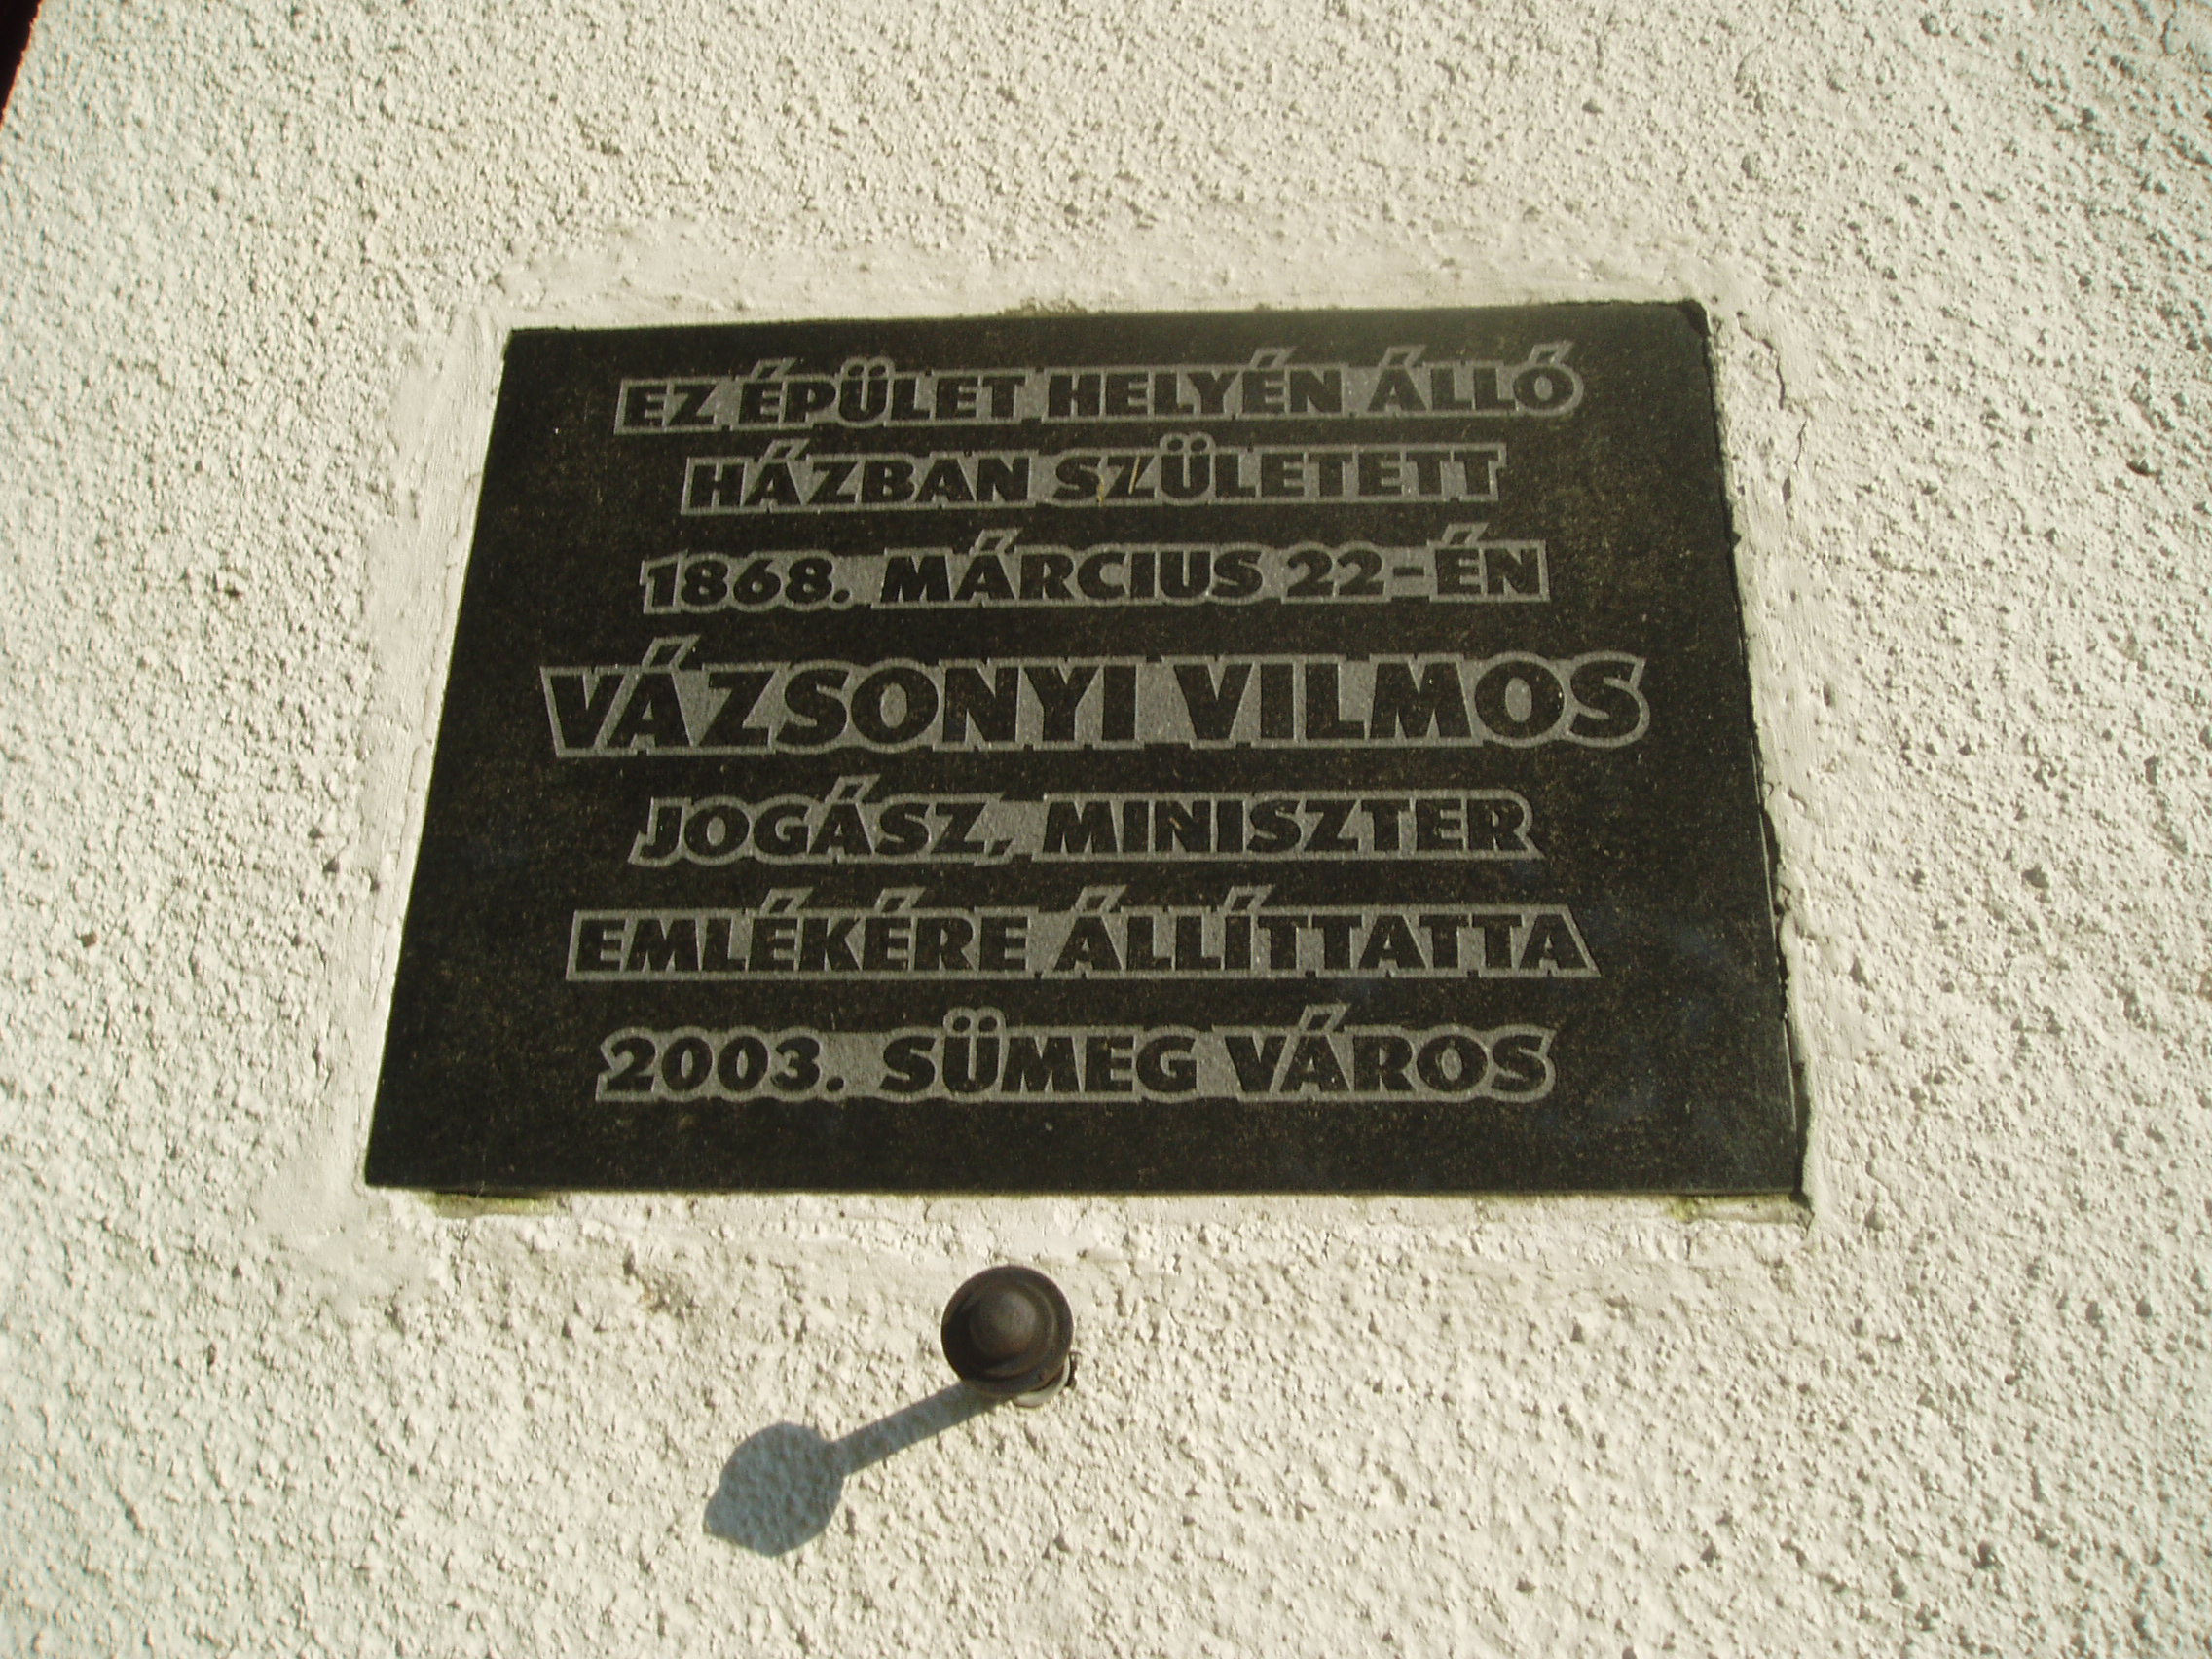 EZ ÉPÜLET HELYÉN ÁLLÓ
HÁZBAN SZÜLETETT
1868. MÁRCIUS 22-ÉN
VÁZSONYI VILMOS
JOGÁSZ, MINISZTER
EMLÉKÉRE ÁLLÍTTATTA
2003. SÜMEG VÁROS